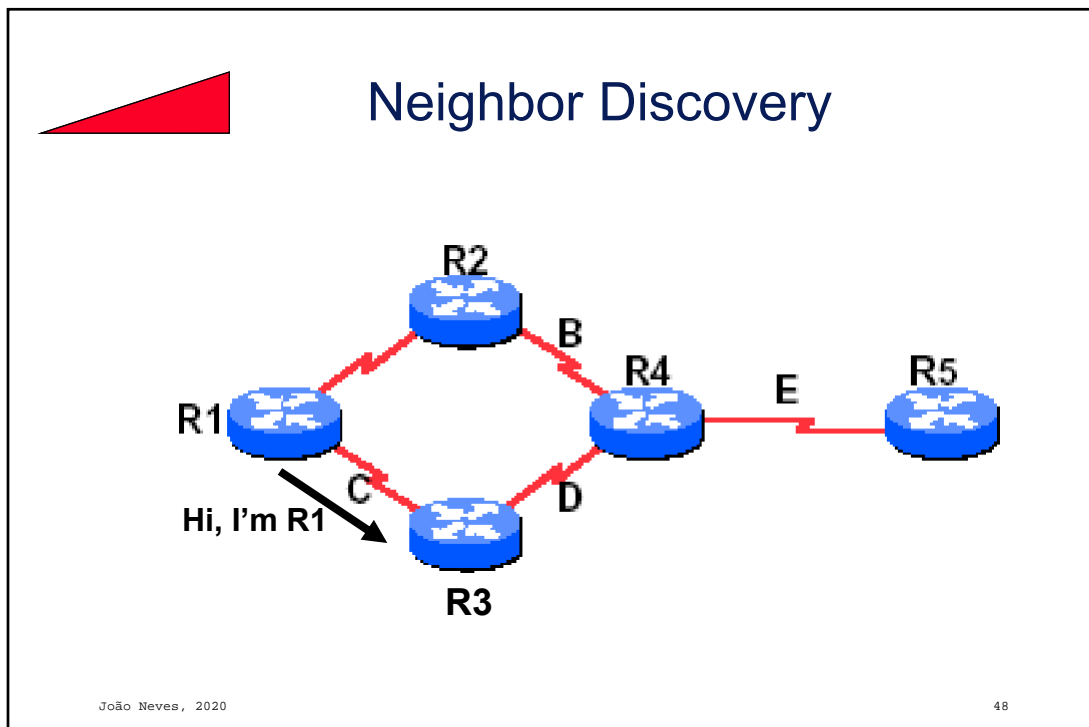 Neighbor Discovery
R2
B
R4
R5
E
R1
C
D
Hi, I'm R1
R3
João Neves, 2020
48